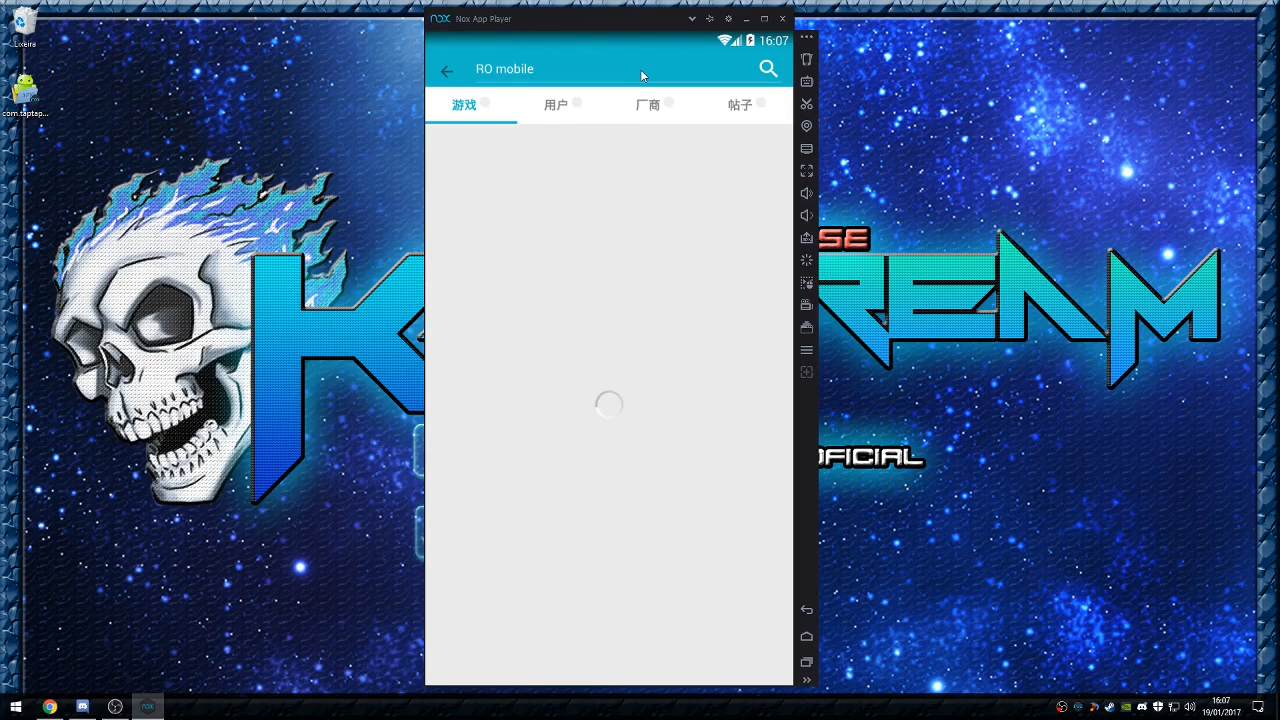 Nox App Player
nox
16:07
RO mobile
游戏
用户
厂商
帖子
Lixeira
com.taptap...
SE
REAM
OFICIAL
16:07
19/01/2017